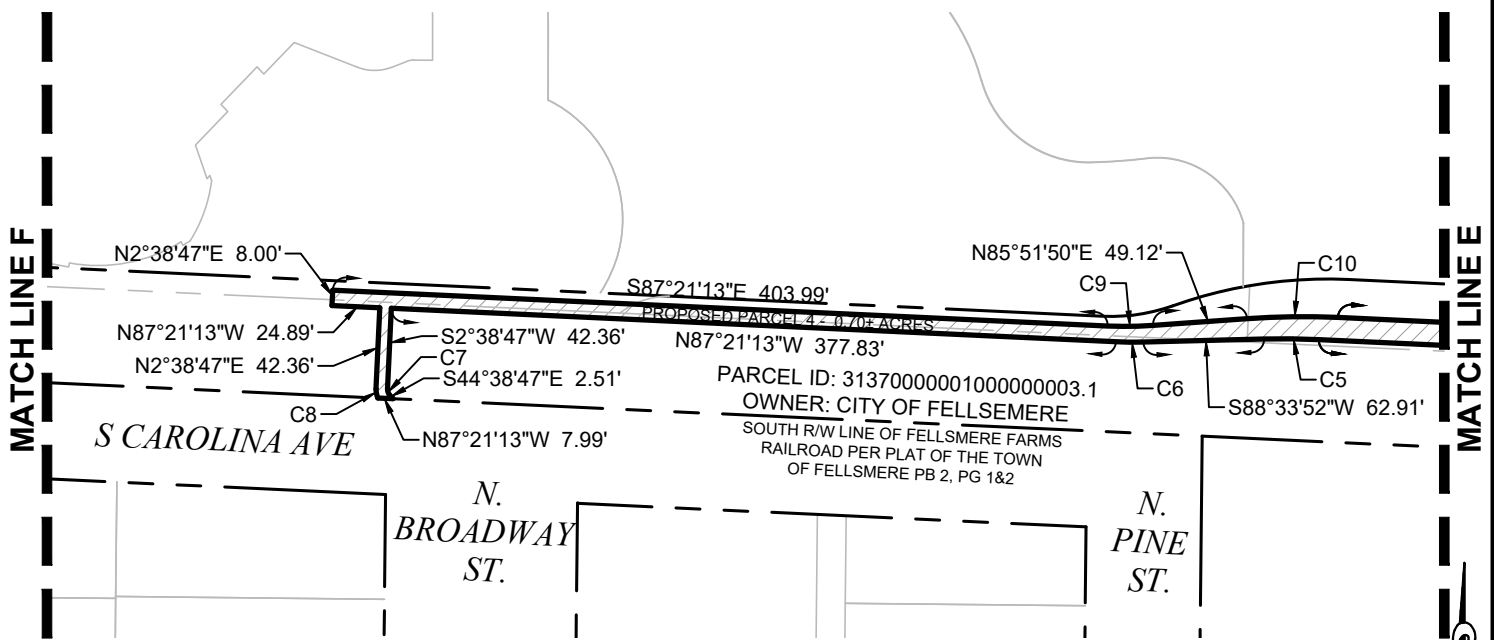 MATCH LINE F
MATCH LINE E
N2°38'47"E 8.00'
N85°51'50"E 49.12'
C9
C10
S87°21'13"E 403.99'
PROPOSED PARCEL 4 - 0.70± ACRES
N87°21'13"W 24.89'
S2°38'47"W 42.36'
N87°21'13"W 377.83'
N2°38'47"E 42.36'
C7
S44°38'47"E 2.51'
PARCEL ID: 31370000001000000003.1
C6
C5
OWNER: CITY OF FELLSEMERE
S88°33'52"W 62.91'
C8
N87°21'13"W 7.99'
S CAROLINA AVE
SOUTH R/W LINE OF FELLSMERE FARMS
RAILROAD PER PLAT OF THE TOWN
OF FELLSMERE PB 2, PG 1&2
N.
BROADWAY
ST.
N.
PINE
ST.